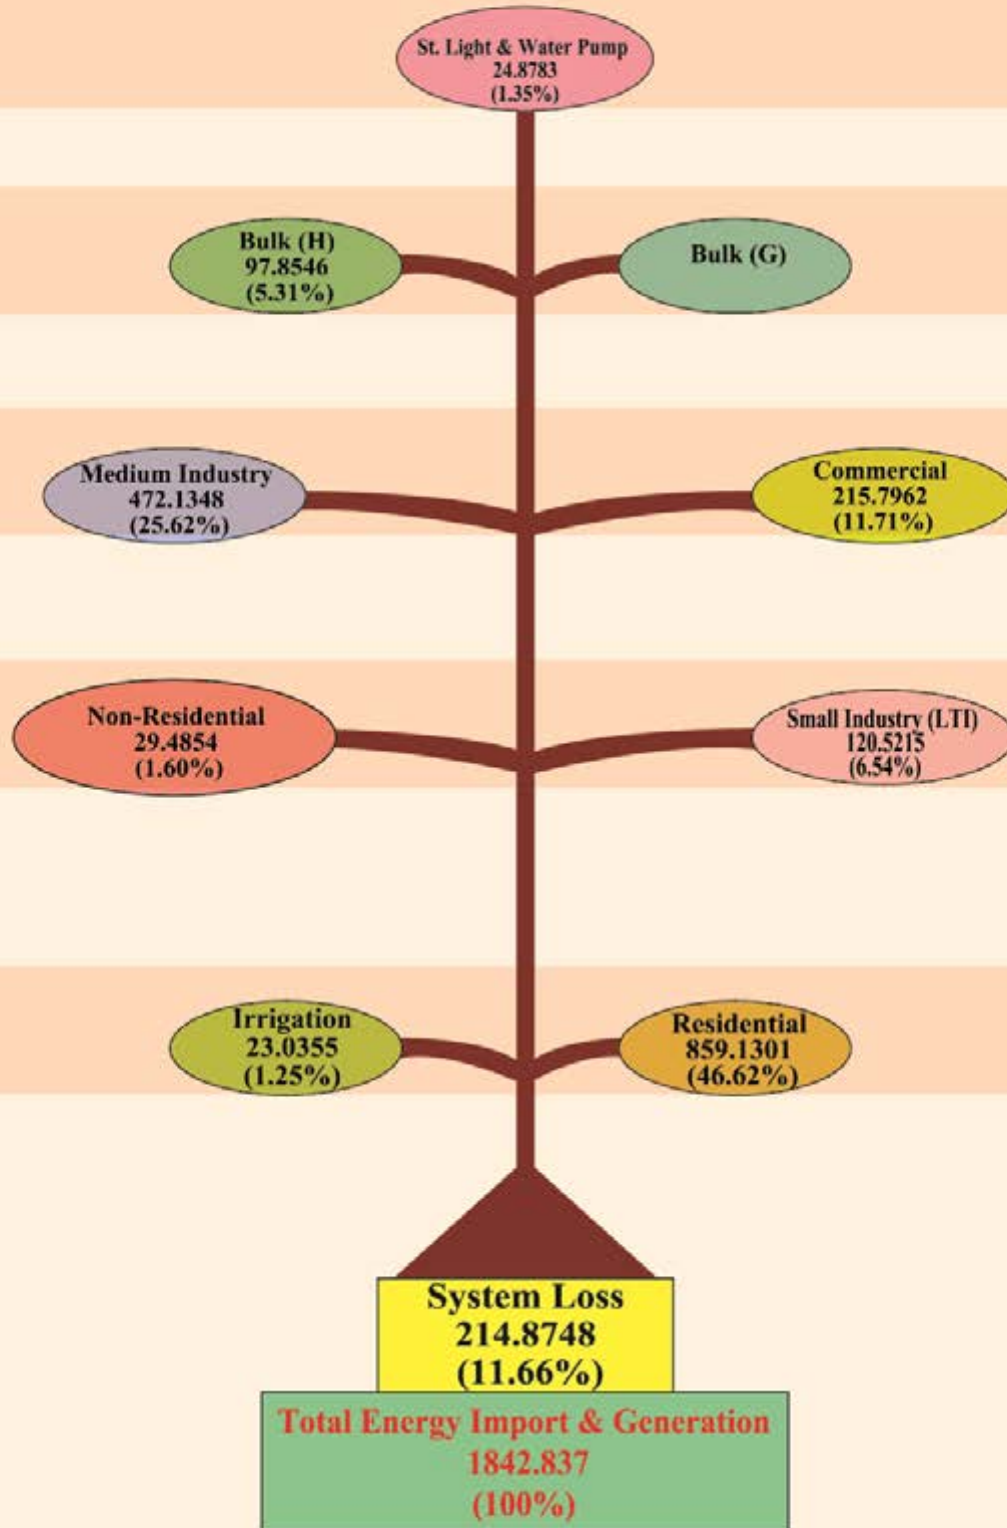 St. Light & Water Pump
24.8783
(1.35%)
Bulk (H)
97.8546
(5.31%)
Bulk (G)
Medium Industry
472.1348
(25.62%)
Commercial
215.7962
(11.71%)
Non-Residential
29.4854
(1.60%)
Small Industry (LTI)
120.5215
(6.54%)
Irrigation
23.0355
(1.25%)
Residential
859.1301
(46.62%)
System Loss
214.8748
(11.66%)
Total Energy Import & Generation
1842.837
(100%)